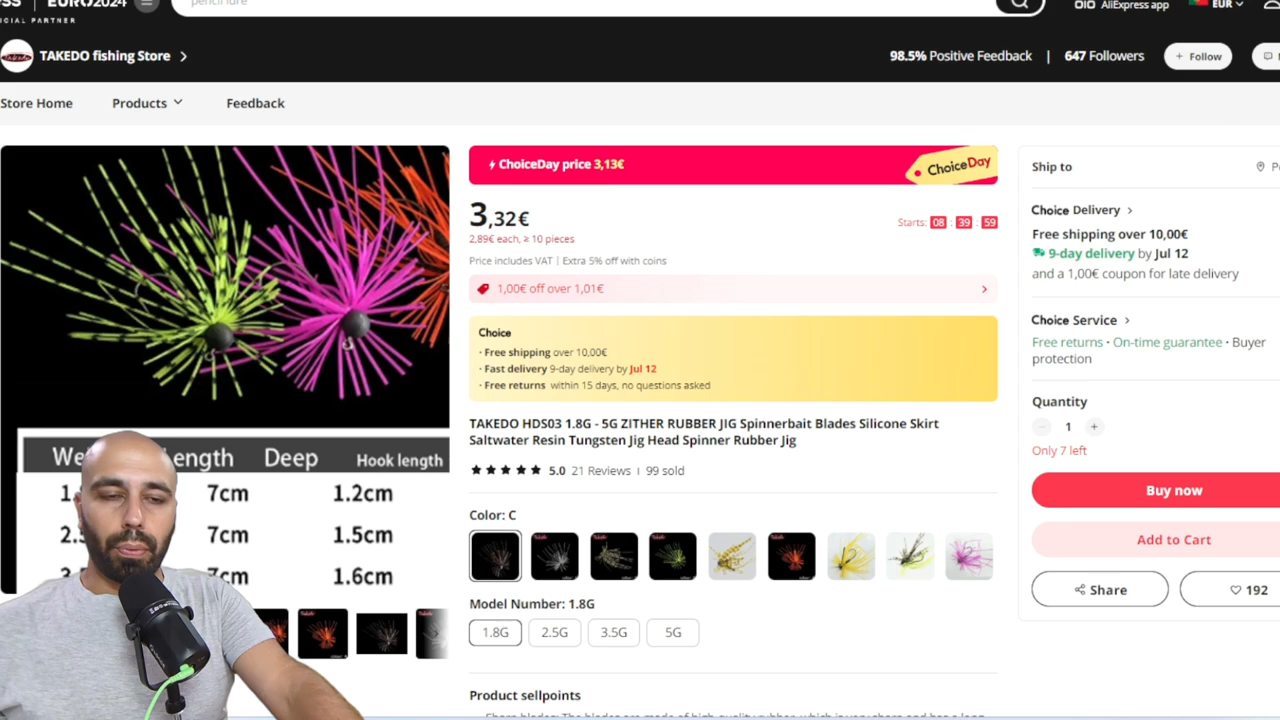 EURO2024
pencil lure
AliExpress app
EUR
ICIAL PARTNER
TAKEDO fishing Store
98.5% Positive Feedback | 647 Followers
+ Follow
Store Home
Products
Feedback
ChoiceDay price 3,13€
ChoiceDay
3,32€
Starts: 08 : 39 : 59
2,89€ each, ≥ 10 pieces
Price includes VAT | Extra 5% off with coins
1,00€ off over 1,01€
Choice
· Free shipping over 10,00€
· Fast delivery 9-day delivery by Jul 12
· Free returns within 15 days, no questions asked
TAKEDO HDS03 1.8G - 5G ZITHER RUBBER JIG Spinnerbait Blades Silicone Skirt
Saltwater Resin Tungsten Jig Head Spinner Rubber Jig
5.0 21 Reviews | 99 sold
Color: C
Model Number: 1.8G
1.8G
2.5G
3.5G
5G
Product sellpoints
Ship to
Choice Delivery
Free shipping over 10,00€
9-day delivery by Jul 12
and a 1,00€ coupon for late delivery
Choice Service
Free returns · On-time guarantee · Buyer
protection
Quantity
1
Only 7 left
Buy now
Add to Cart
Share
192
Deep
Hook length
7cm
1.2cm
7cm
1.5cm
1.6cm